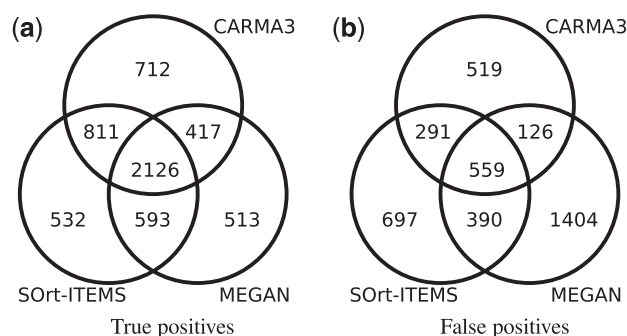 (a)
CARMA3
712
811
417
2126
532
593
513
SOrt-ITEMS
MEGAN
True positives
(b)
CARMA3
519
291
126
559
697
390
1404
SOrt-ITEMS
MEGAN
False positives